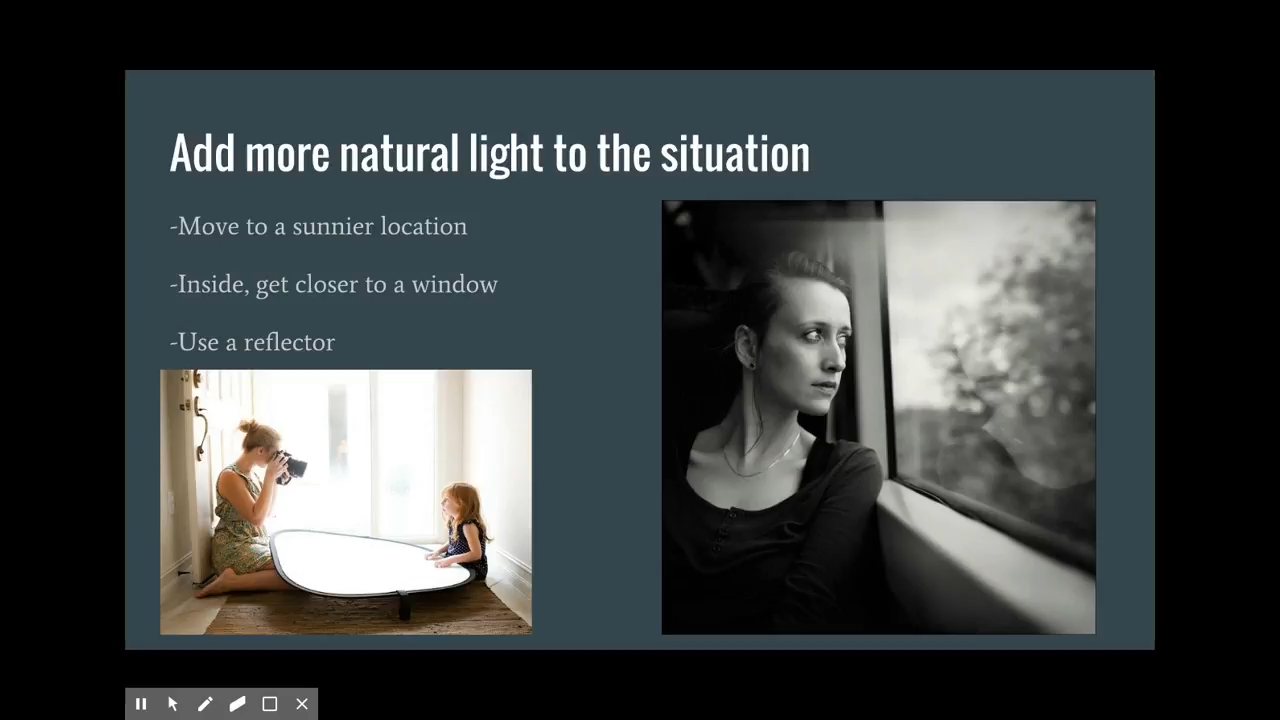 Add more natural light to the situation
-Move to a sunnier location
-Inside, get closer to a window
-Use a reflector